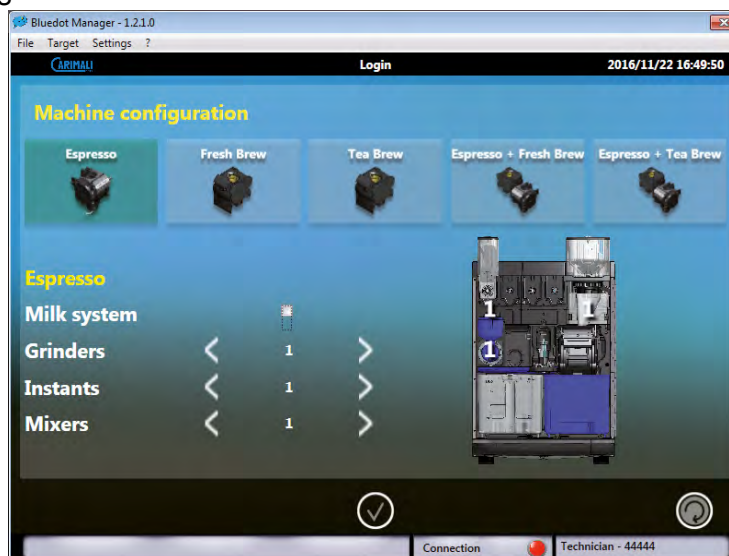 Bluedot Manager - 1.2.1.0
File Target Settings ?
CARIMALI Login 2016/11/22 16:49:50
Machine configuration
Espresso Fresh Brew Tea Brew Espresso + Fresh Brew Espresso + Tea Brew
Espresso
Milk system
Grinders 1
Instants 1
Mixers 1
1 1
1
Connection Technician - 44444